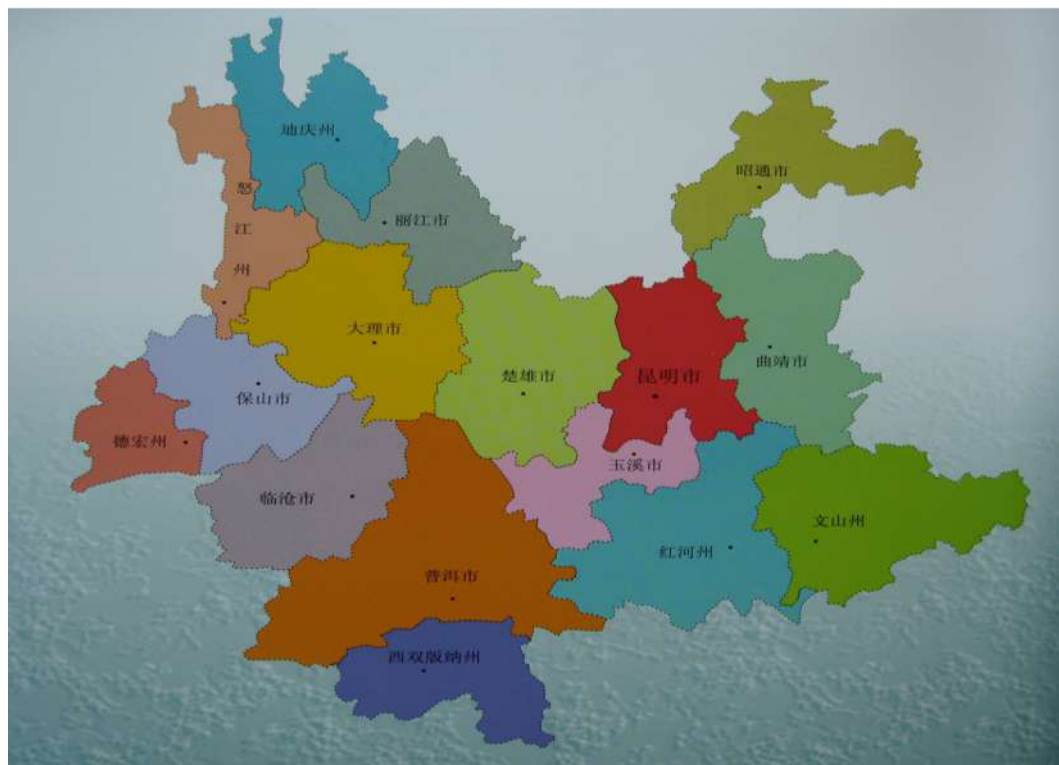 迪庆州
怒江州
丽江市
昭通市
大理市
楚雄市
昆明市
曲靖市
保山市
德宏州
临沧市
玉溪市
文山州
红河州
普洱市
西双版纳州